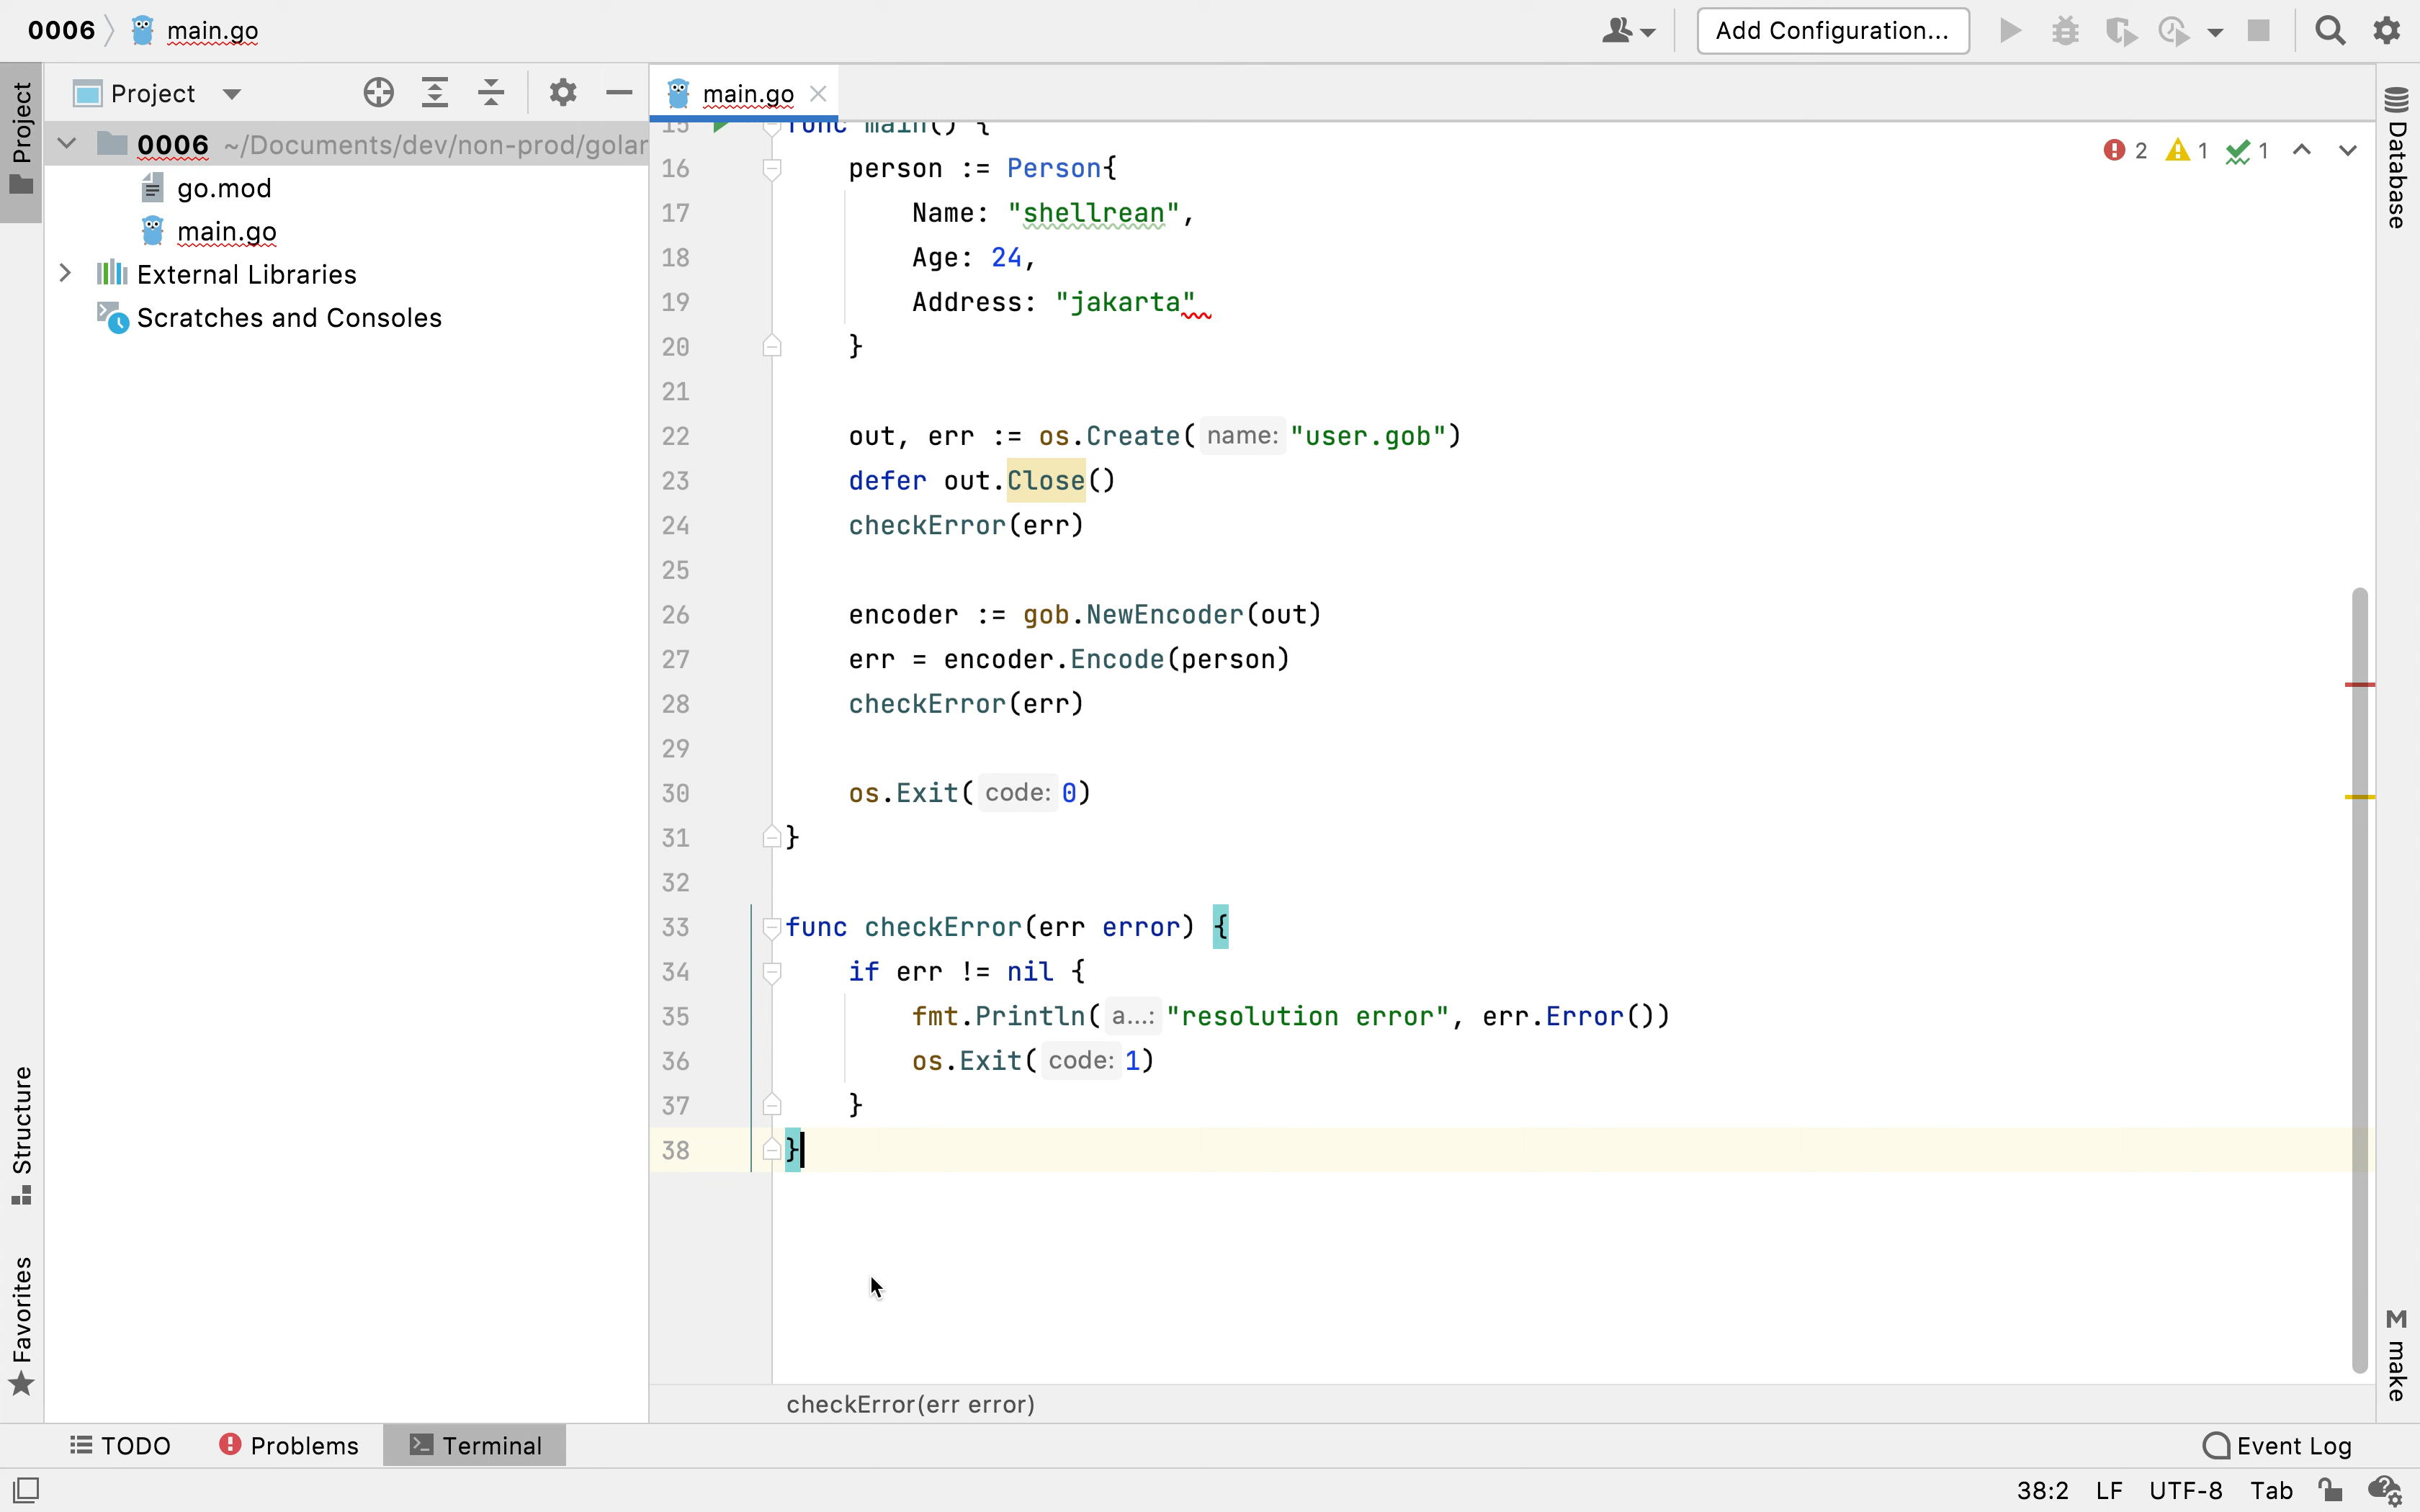 0006 main.go
Add Configuration...
Project
Project
main.go
0006 ~/Documents/dev/non-prod/golar
go.mod
main.go
External Libraries
Scratches and Consoles
Structure
Favorites
2 1 1
15 func main() {
16 person := Person{
17 Name: "shellrean",
18 Age: 24,
19 Address: "jakarta"
20 }
21
22 out, err := os.Create( name: "user.gob")
23 defer out.Close()
24 checkError(err)
25
26 encoder := gob.NewEncoder(out)
27 err = encoder.Encode(person)
28 checkError(err)
29
30 os.Exit( code: 0)
31 }
32
33 func checkError(err error) {
34 if err != nil {
35 fmt.Println( a...: "resolution error", err.Error())
36 os.Exit( code: 1)
37 }
38 }
checkError(err error)
Database
M make
TODO Problems Terminal
Event Log
38:2 LF UTF-8 Tab